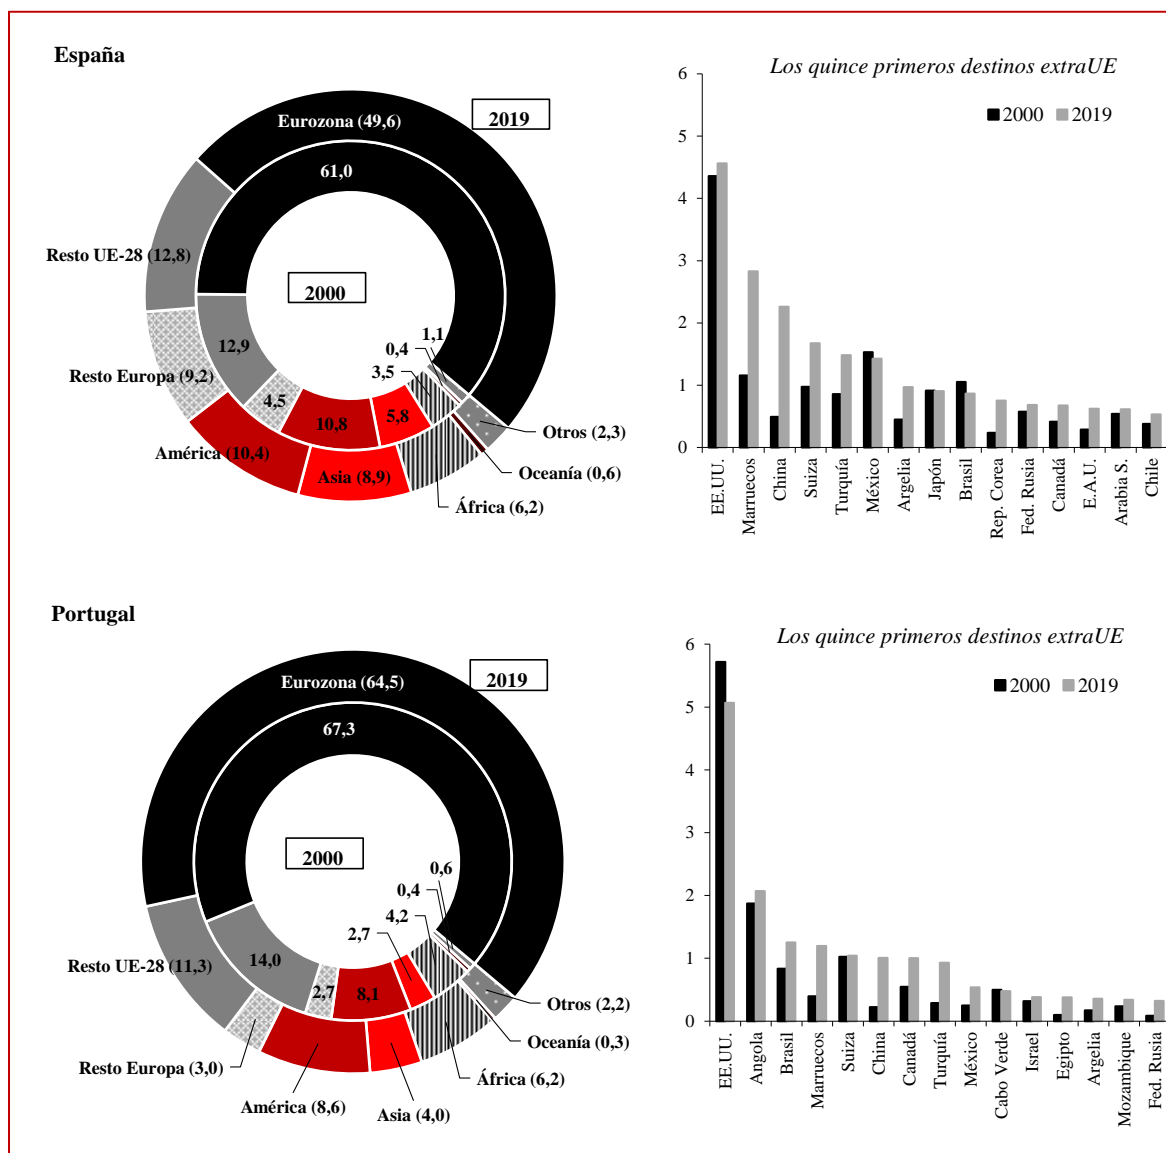 España
Eurozona (49,6)
2019
61,0
Resto UE-28 (12,8)
2000
12,9
1,1
0,4
3,5
Resto Europa (9,2)
4,5
10,8
5,8
América (10,4)
Asia (8,9)
África (6,2)
Oceanía (0,6)
Otros (2,3)
Los quince primeros destinos extraUE
2000
2019
6
5
4
3
2
1
0
EE.UU.
Marruecos
China
Suiza
Turquía
México
Argelia
Japón
Brasil
Rep. Corea
Fed. Rusia
Canadá
E.A.U.
Arabia S.
Chile
Portugal
Eurozona (64,5)
2019
67,3
2000
0,6
0,4
4,2
2,7
Resto UE-28 (11,3)
14,0
2,7
8,1
Resto Europa (3,0)
América (8,6)
Asia (4,0)
África (6,2)
Oceanía (0,3)
Otros (2,2)
Los quince primeros destinos extraUE
2000
2019
6
5
4
3
2
1
0
EE.UU.
Angola
Brasil
Marruecos
Suiza
China
Canadá
Turquía
México
Cabo Verde
Israel
Egipto
Argelia
Mozambique
Fed. Rusia